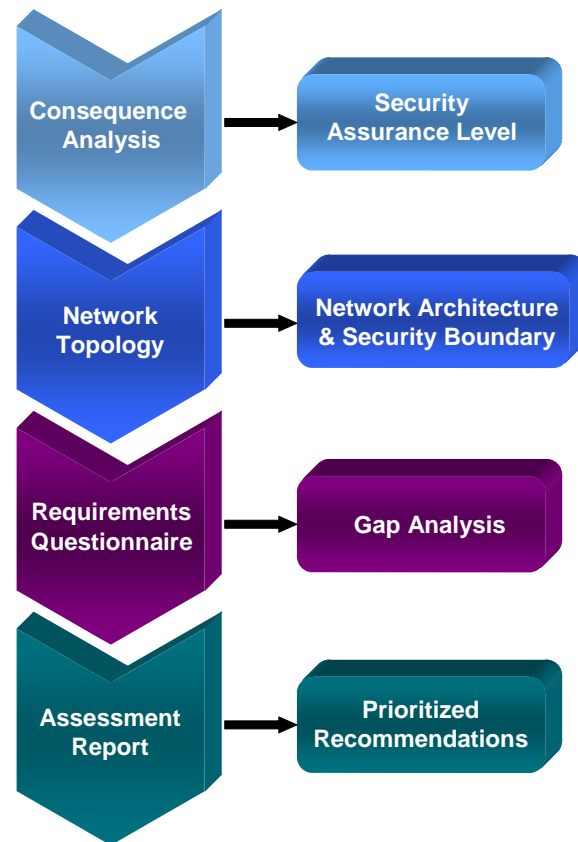 Consequence
Analysis
Security
Assurance Level
Network
Topology
Network Architecture
& Security Boundary
Requirements
Questionnaire
Gap Analysis
Assessment
Report
Prioritized
Recommendations